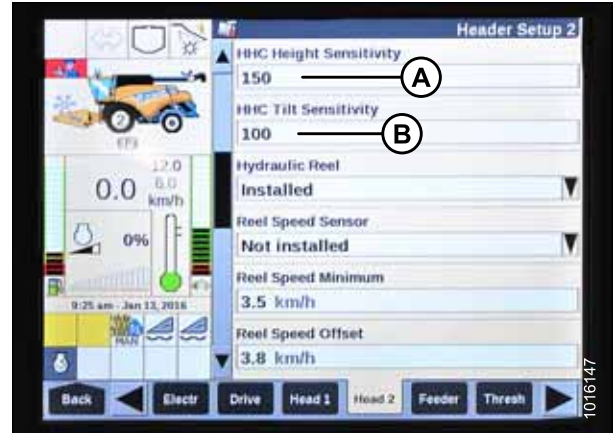 Header Setup 2
HHC Height Sensitivity
150
A
HHC Tilt Sensitivity
100
B
Hydraulic Reel
Installed
Reel Speed Sensor
Not installed
Reel Speed Minimum
3.5 km/h
Reel Speed Offset
3.8 km/h
2
12.0
6.0
0.0 km/h
0%
9:25 am - Jan 13, 2016
MAN
Back
Electr
Drive
Head 1
Head 2
Feeder
Thresh
1016147